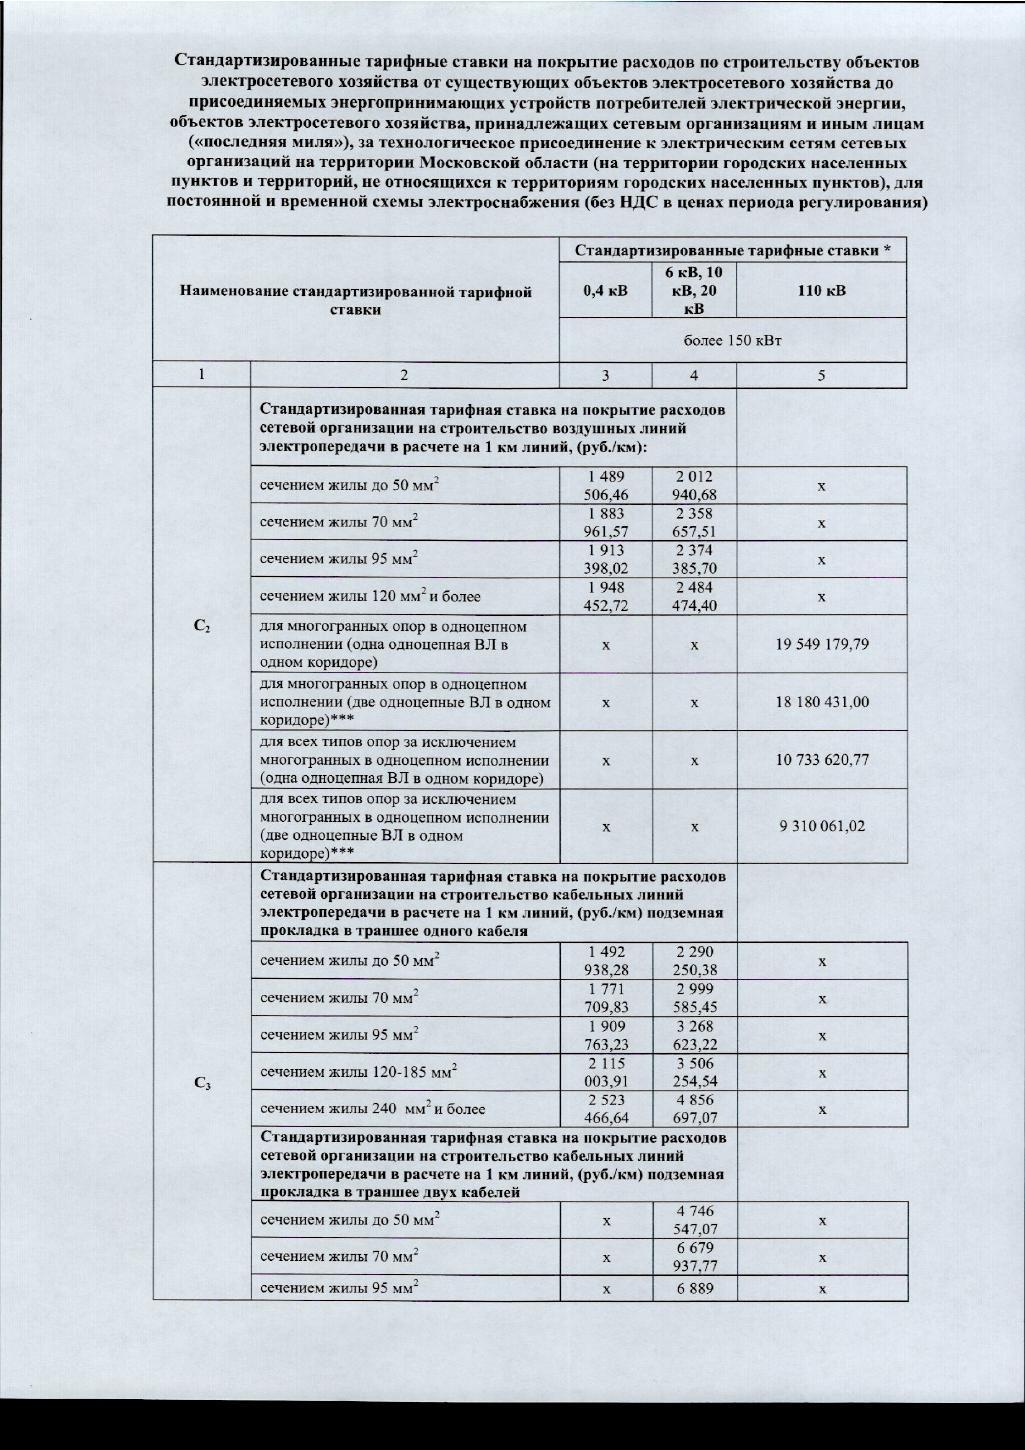 Стандартизированные тарифные ставки на покрытие расходов по строительству объектов
электросетевого хозяйства от существующих объектов электросетевого хозяйства до
присоединяемых энергопринимающих устройств потребителей электрической энергии,
объектов электросетевого хозяйства, принадлежащих сетевым организациям и иным лицам
(«последняя миля»), за технологическое присоединение к электрическим сетям сетевых
организаций на территории Московской области (на территории городских населенных
пунктов и территорий, не относящихся к территориям городских населенных пунктов), для
постоянной и временной схемы электроснабжения (без НДС в ценах периода регулирования)
Наименование стандартизированной тарифной
ставки
Стандартизированные тарифные ставки *
0,4 кВ
6 кВ, 10
кВ, 20
кВ
110 кВ
более 150 кВт
1 2 3 4 5
С₂
Стандартизированная тарифная ставка на покрытие расходов
сетевой организации на строительство воздушных линий
электропередачи в расчете на 1 км линий, (руб./км):
сечением жилы до 50 мм²
1 489
506,46
2 012
940,68
х
сечением жилы 70 мм²
1 883
961,57
2 358
657,51
х
сечением жилы 95 мм²
1 913
398,02
2 374
385,70
х
сечением жилы 120 мм² и более
1 948
452,72
2 484
474,40
х
для многогранных опор в одноцепном
исполнении (одна одноцепная ВЛ в
одном коридоре)
х х 19 549 179,79
для многогранных опор в одноцепном
исполнении (две одноцепные ВЛ в одном
коридоре)***
х х 18 180 431,00
для всех типов опор за исключением
многогранных в одноцепном исполнении
(одна одноцепная ВЛ в одном коридоре)
х х 10 733 620,77
для всех типов опор за исключением
многогранных в одноцепном исполнении
(две одноцепные ВЛ в одном
коридоре)***
х х 9 310 061,02
С₃
Стандартизированная тарифная ставка на покрытие расходов
сетевой организации на строительство кабельных линий
электропередачи в расчете на 1 км линий, (руб./км) подземная
прокладка в траншее одного кабеля
сечением жилы до 50 мм²
1 492
938,28
2 290
250,38
х
сечением жилы 70 мм²
1 771
709,83
2 999
585,45
х
сечением жилы 95 мм²
1 909
763,23
3 268
623,22
х
сечением жилы 120-185 мм²
2 115
003,91
3 506
254,54
х
сечением жилы 240 мм² и более
2 523
466,64
4 856
697,07
х
Стандартизированная тарифная ставка на покрытие расходов
сетевой организации на строительство кабельных линий
электропередачи в расчете на 1 км линий, (руб./км) подземная
прокладка в траншее двух кабелей
сечением жилы до 50 мм²
х
4 746
547,07
х
сечением жилы 70 мм²
х
6 679
937,77
х
сечением жилы 95 мм²
х 6 889 х